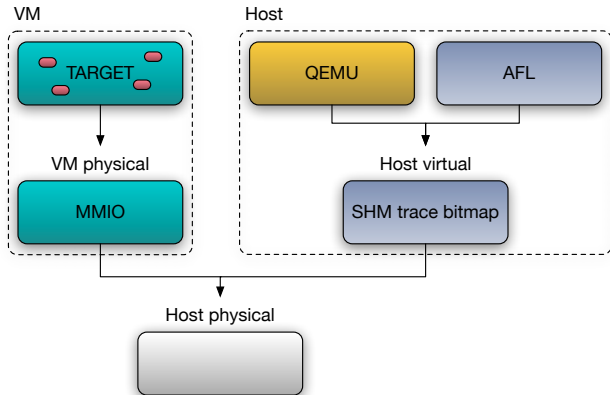 VM
Host
TARGET
QEMU
AFL
VM physical
Host virtual
MMIO
SHM trace bitmap
Host physical